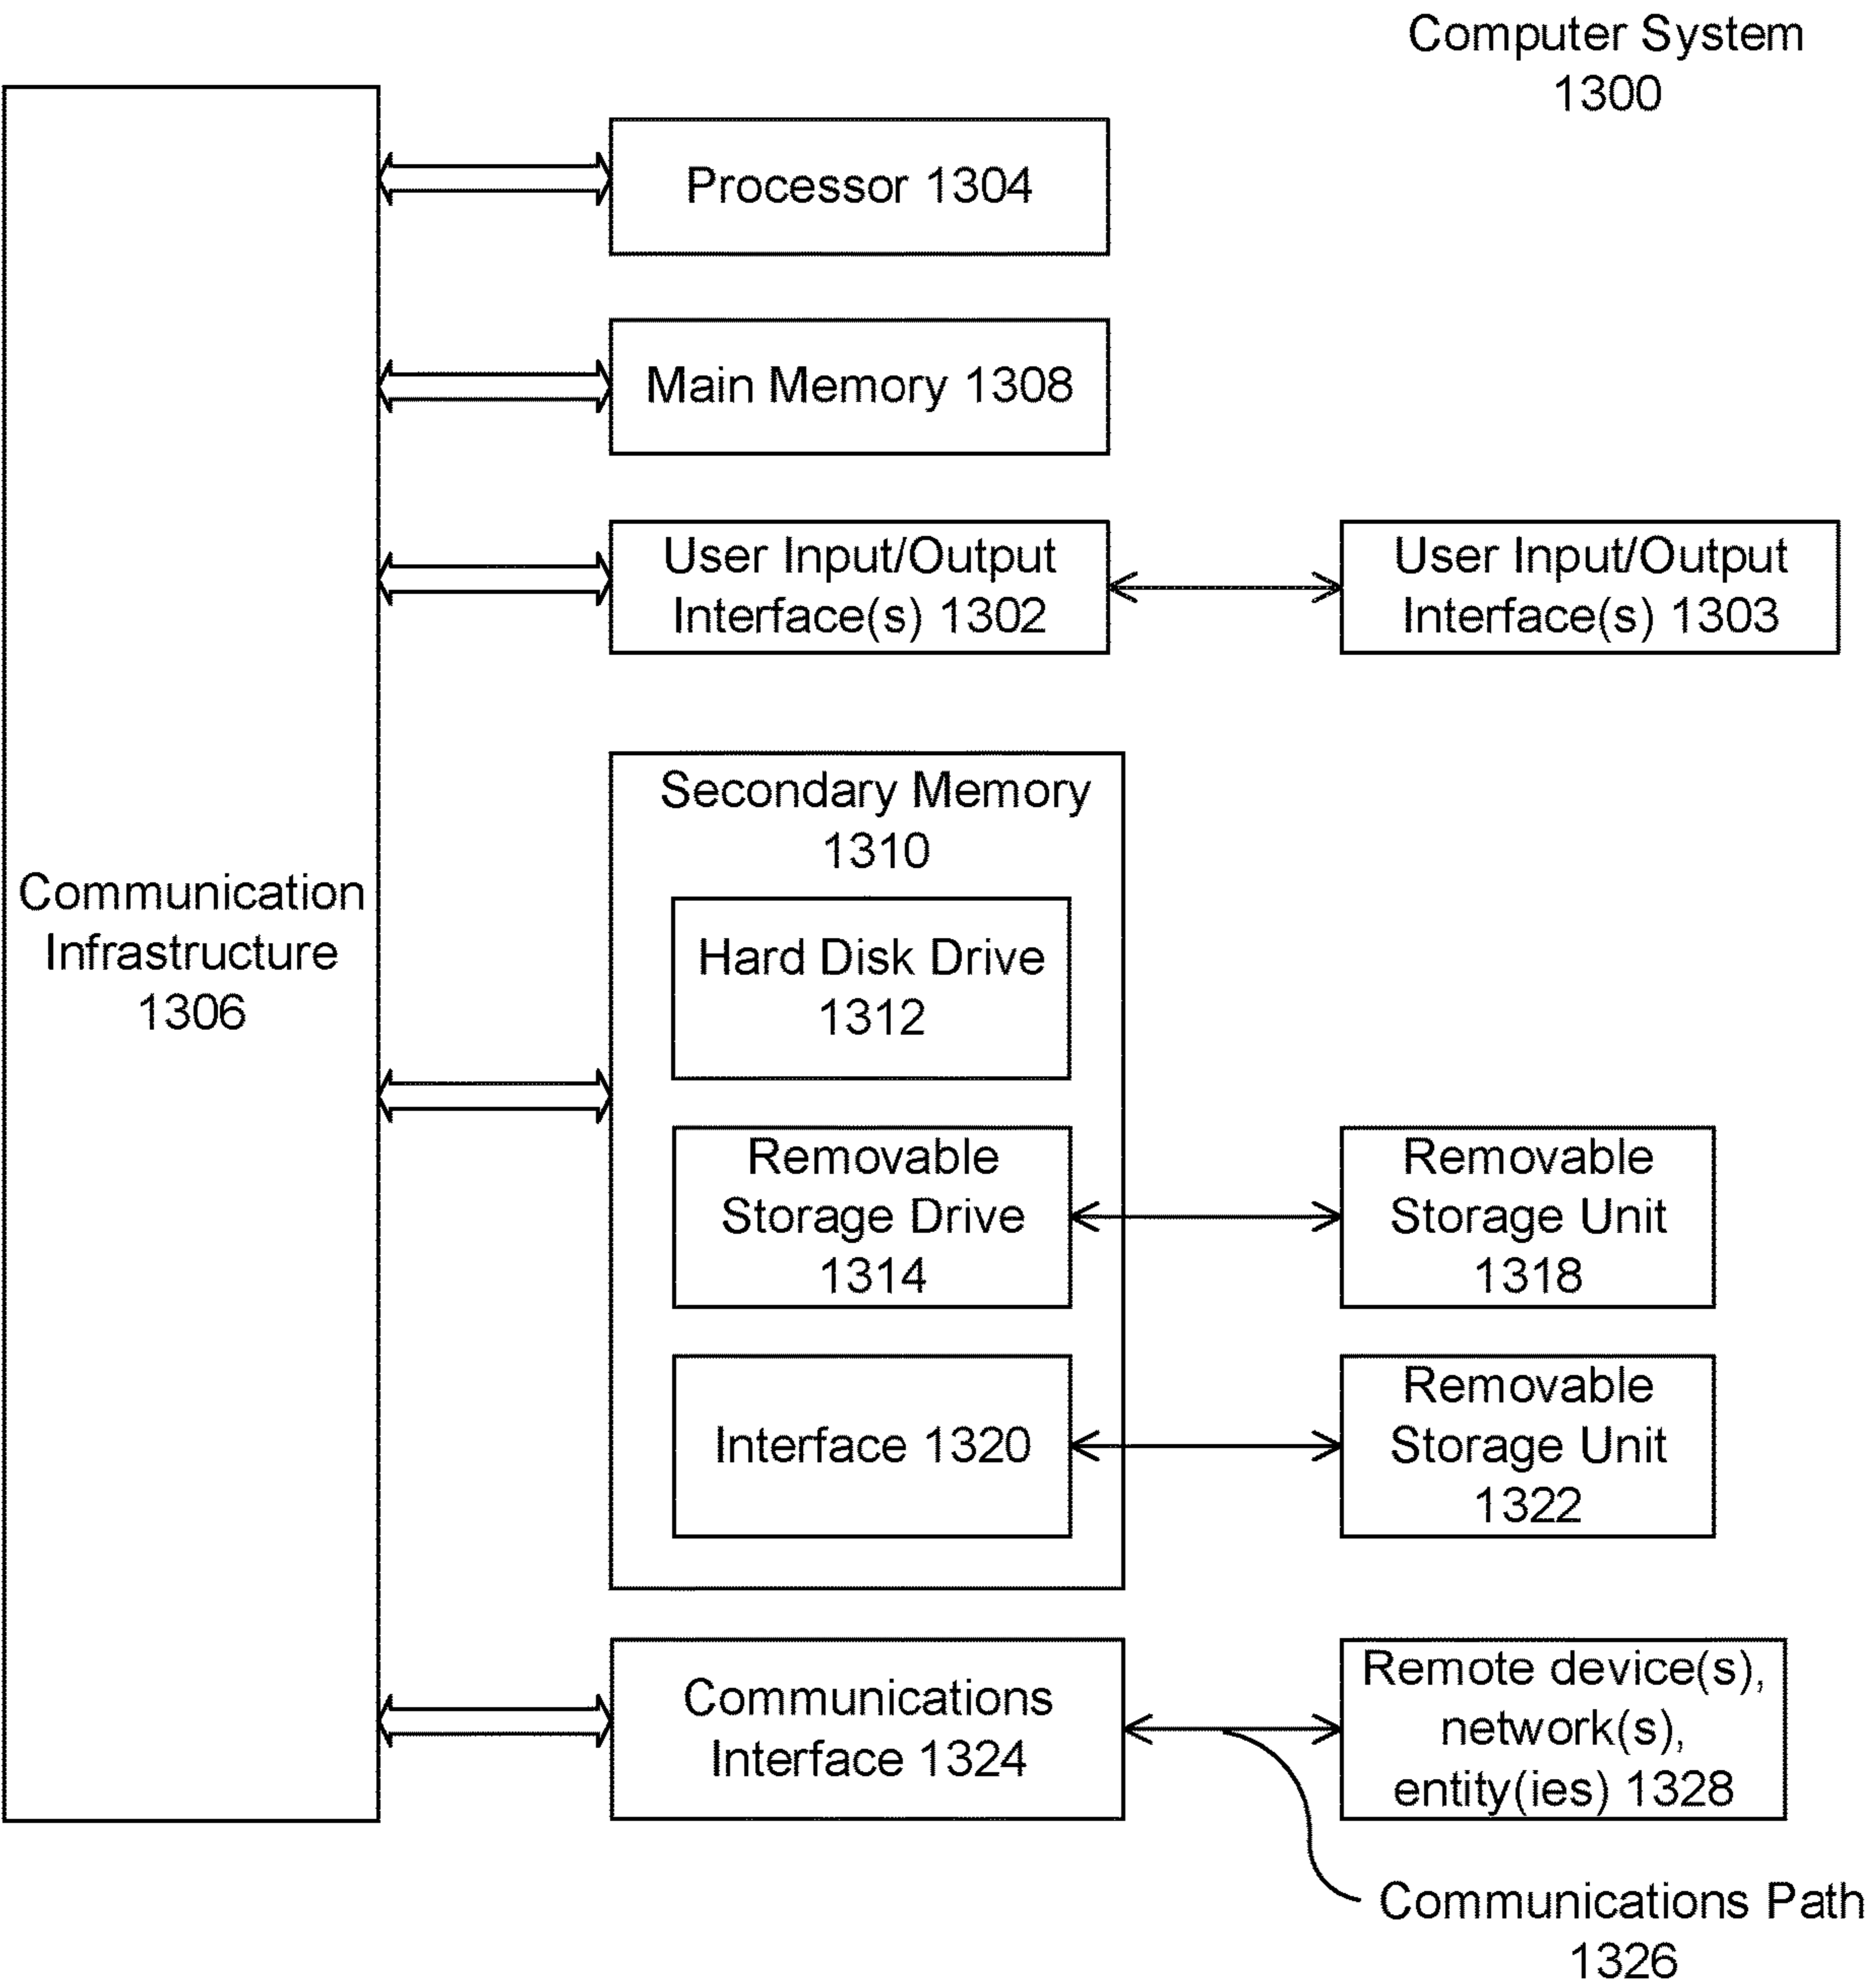 Computer System
1300
Processor 1304
Main Memory 1308
User Input/Output
Interface(s) 1302
User Input/Output
Interface(s) 1303
Communication
Infrastructure
1306
Secondary Memory
1310
Hard Disk Drive
1312
Removable
Storage Drive
1314
Removable
Storage Unit
1318
Interface 1320
Removable
Storage Unit
1322
Communications
Interface 1324
Remote device(s),
network(s),
entity(ies) 1328
Communications Path
1326